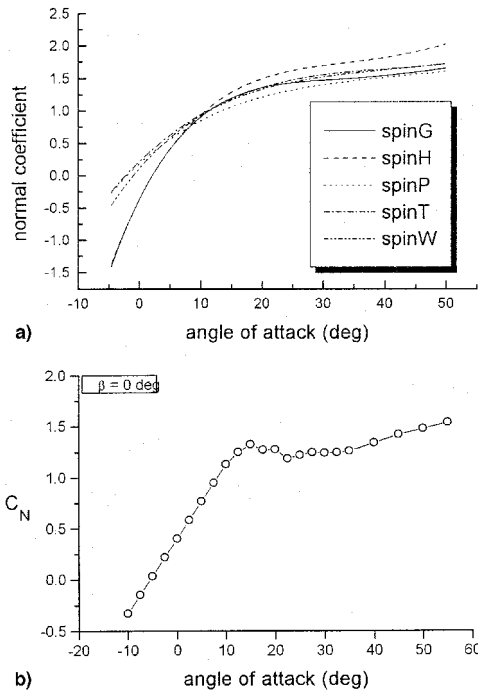 2.5
2.0
1.5
1.0
0.5
0.0
-0.5
-1.0
-1.5
normal coefficient
spinG
spinH
spinP
spinT
spinW
-10 0 10 20 30 40 50
a) angle of attack (deg)
β = 0 deg
2.0
1.5
1.0
0.5
0.0
-0.5
C_N
-20 -10 0 10 20 30 40 50 60
b) angle of attack (deg)